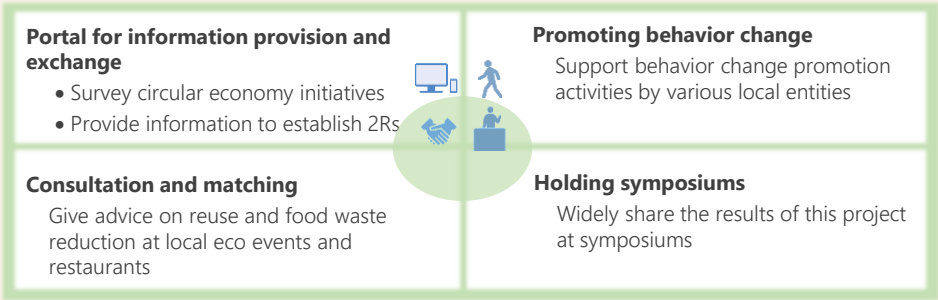 Portal for information provision and
exchange
• Survey circular economy initiatives
• Provide information to establish 2Rs
Promoting behavior change
Support behavior change promotion
activities by various local entities
Consultation and matching
Give advice on reuse and food waste
reduction at local eco events and
restaurants
Holding symposiums
Widely share the results of this project
at symposiums